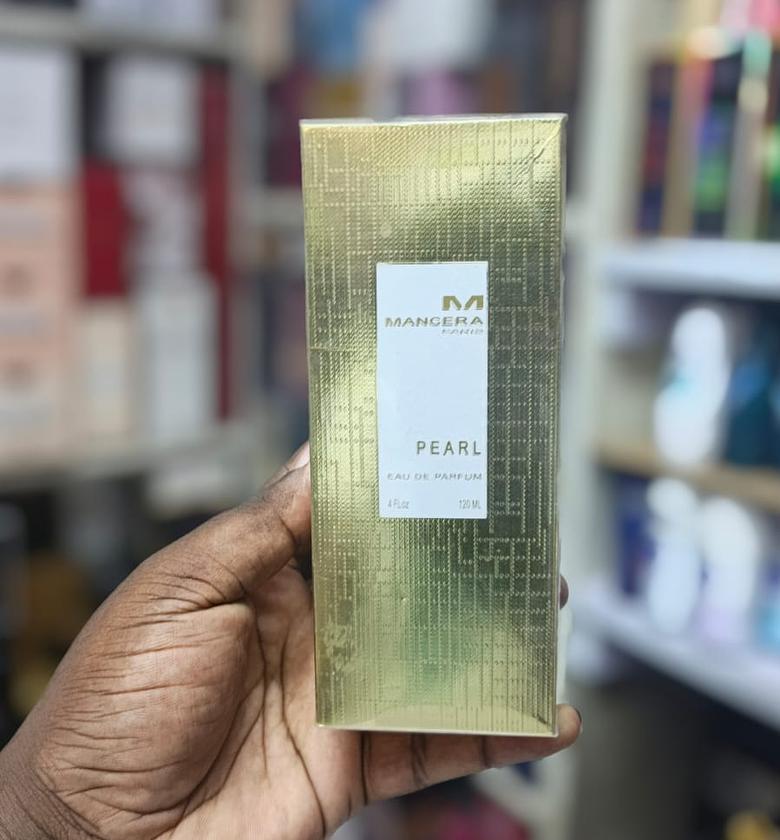 M
MANCERA
PARIS
PEARL
EAU DE PARFUM
4 Fl.oz 120 ML